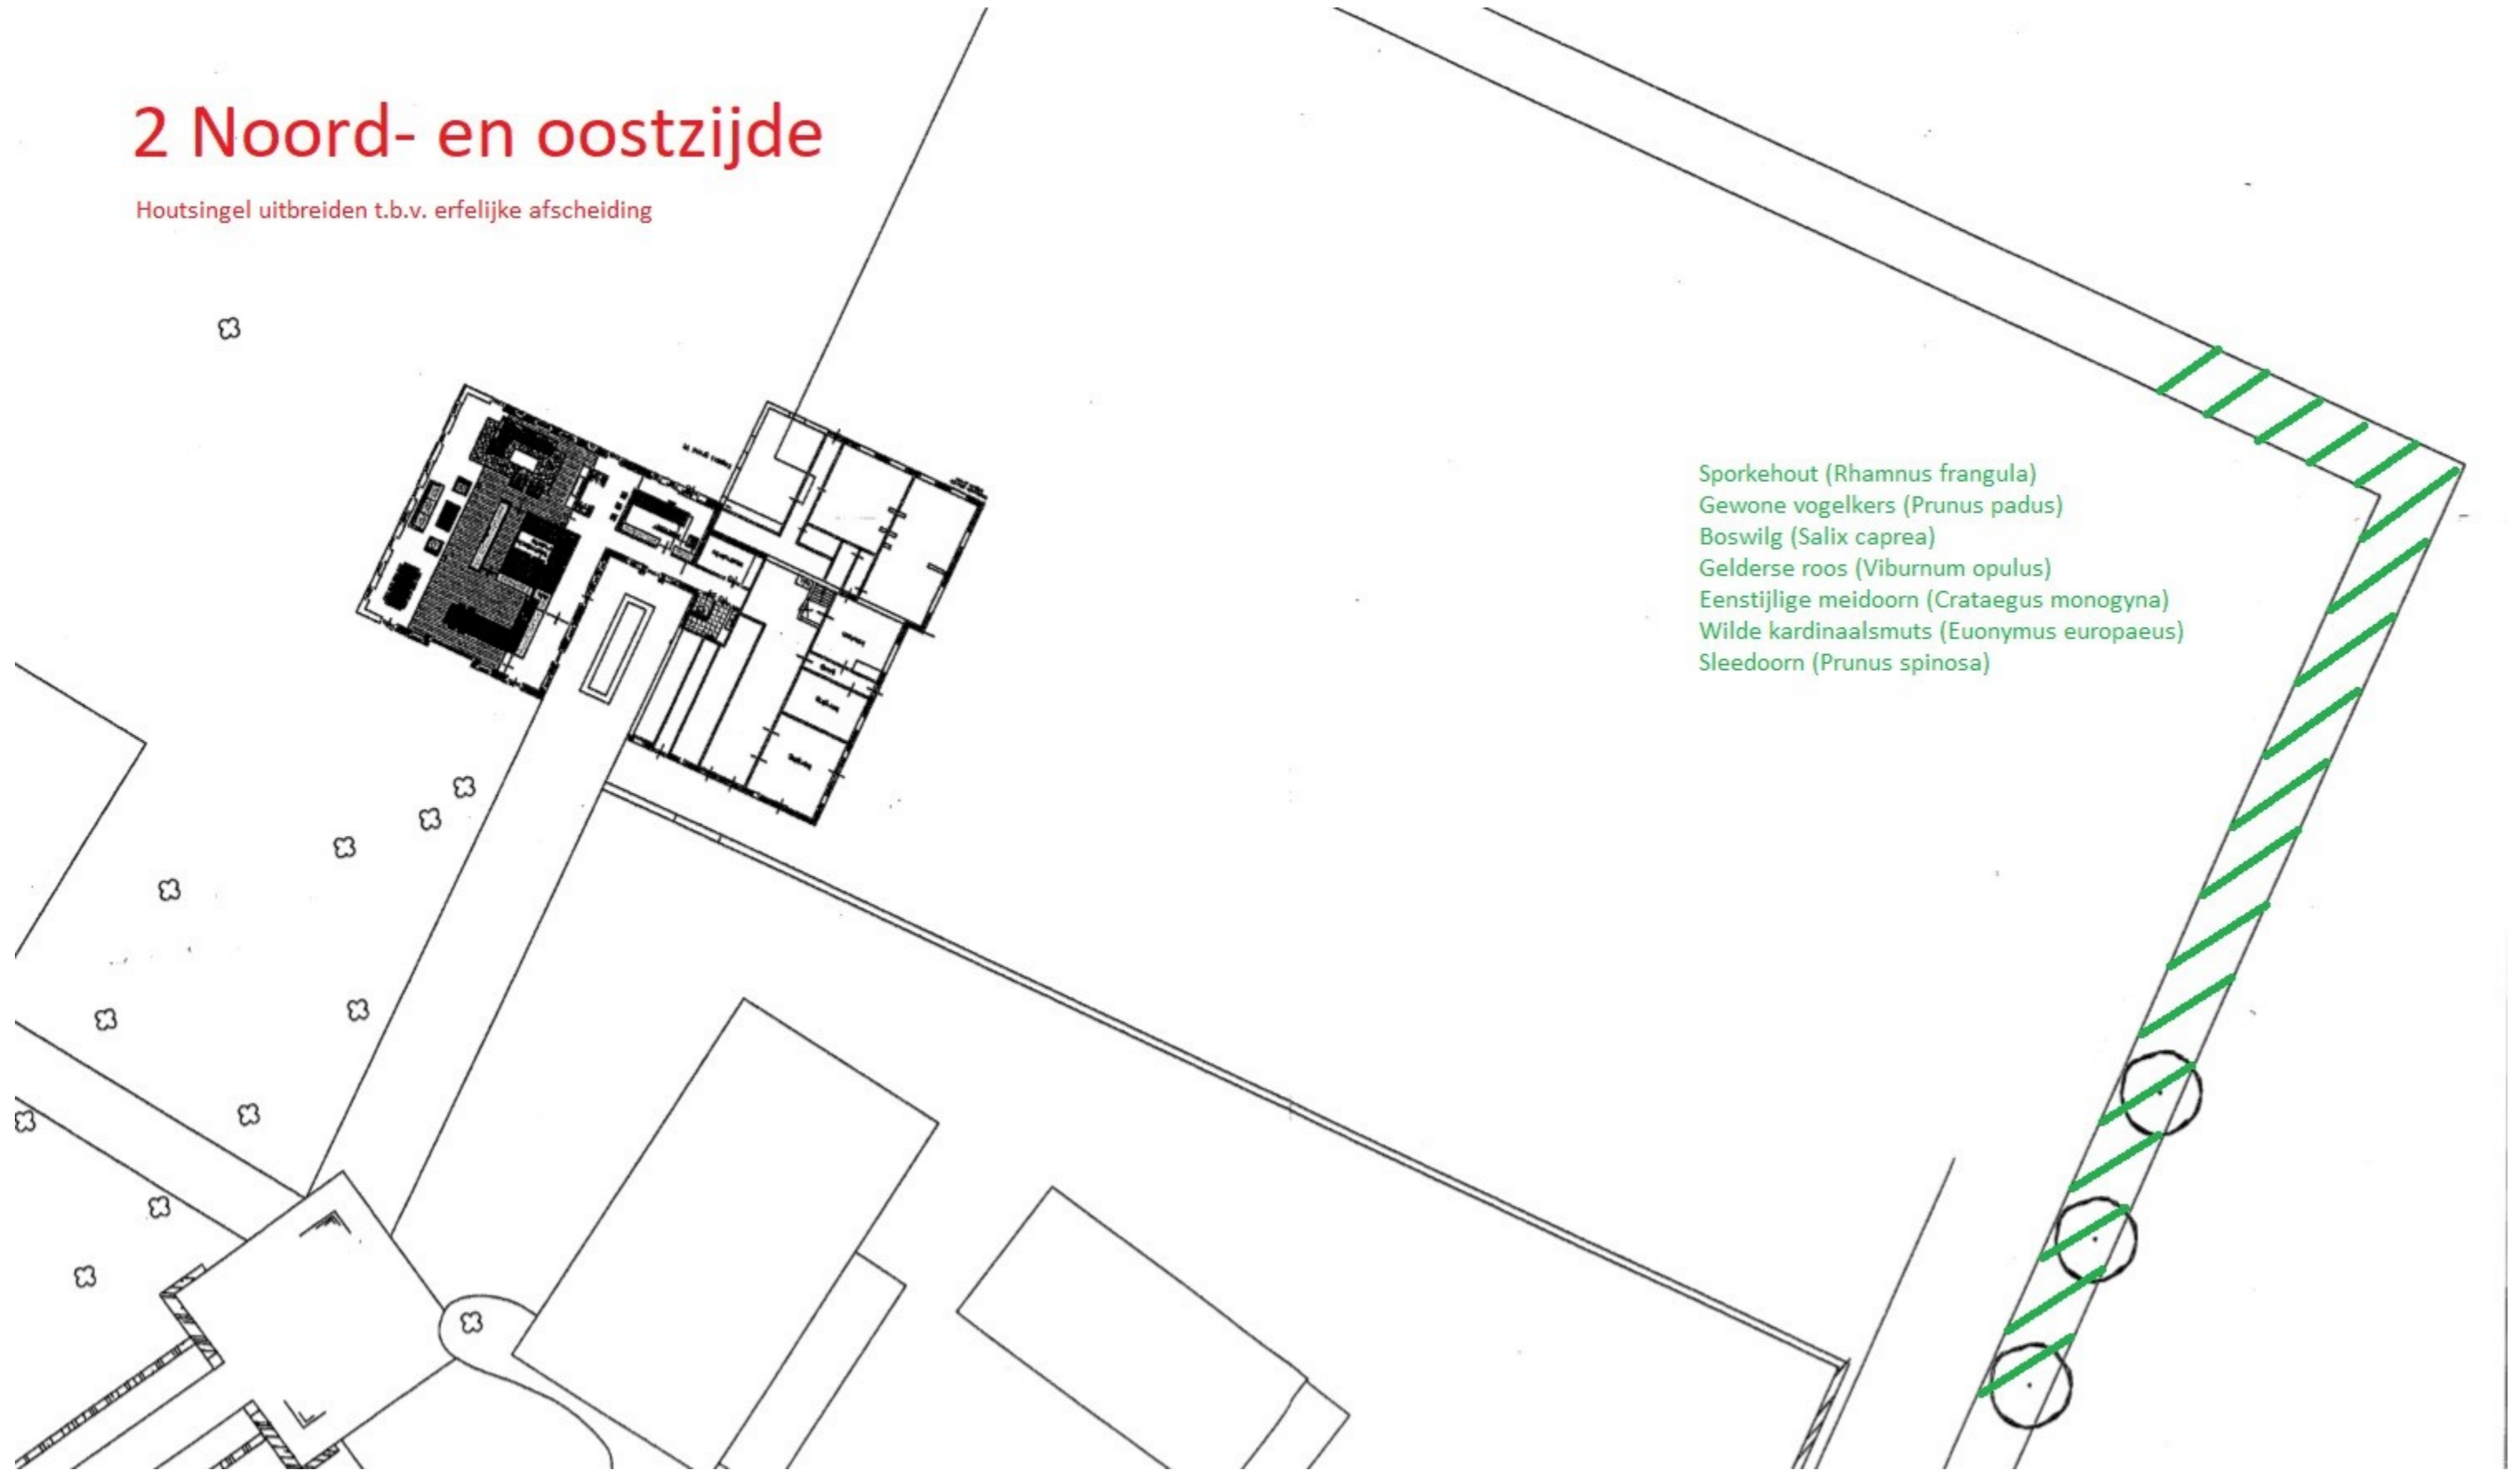 2 Noord- en oostzijde
Houtsingel uitbreiden t.b.v. erfelijke afscheiding
Sporkehout (Rhamnus frangula)
Gewone vogelkers (Prunus padus)
Boswilg (Salix caprea)
Gelderse roos (Viburnum opulus)
Eenstijlige meidoorn (Crataegus monogyna)
Wilde kardinaalsmuts (Euonymus europaeus)
Sleedoorn (Prunus spinosa)